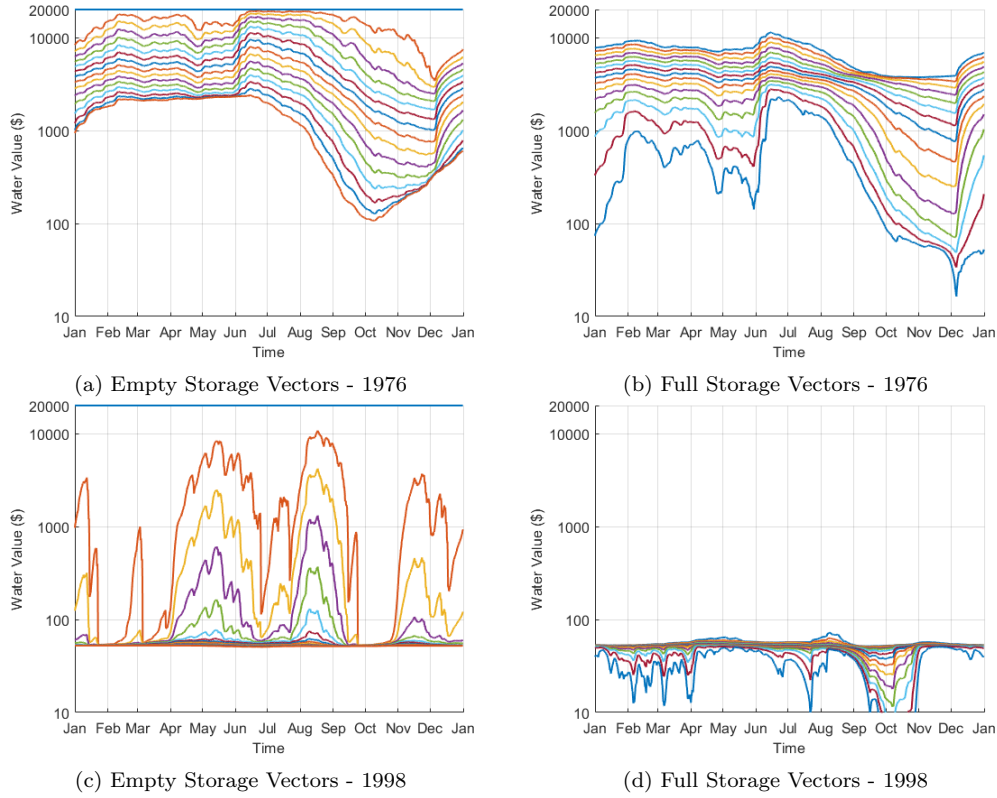 20000
10000
1000
100
10
Water Value ($)
Jan Feb Mar Apr May Jun Jul Aug Sep Oct Nov Dec Jan
Time
(a) Empty Storage Vectors - 1976
20000
10000
1000
100
10
Water Value ($)
Jan Feb Mar Apr May Jun Jul Aug Sep Oct Nov Dec Jan
Time
(b) Full Storage Vectors - 1976
20000
10000
1000
100
10
Water Value ($)
Jan Feb Mar Apr May Jun Jul Aug Sep Oct Nov Dec Jan
Time
(c) Empty Storage Vectors - 1998
20000
10000
1000
100
10
Water Value ($)
Jan Feb Mar Apr May Jun Jul Aug Sep Oct Nov Dec Jan
Time
(d) Full Storage Vectors - 1998